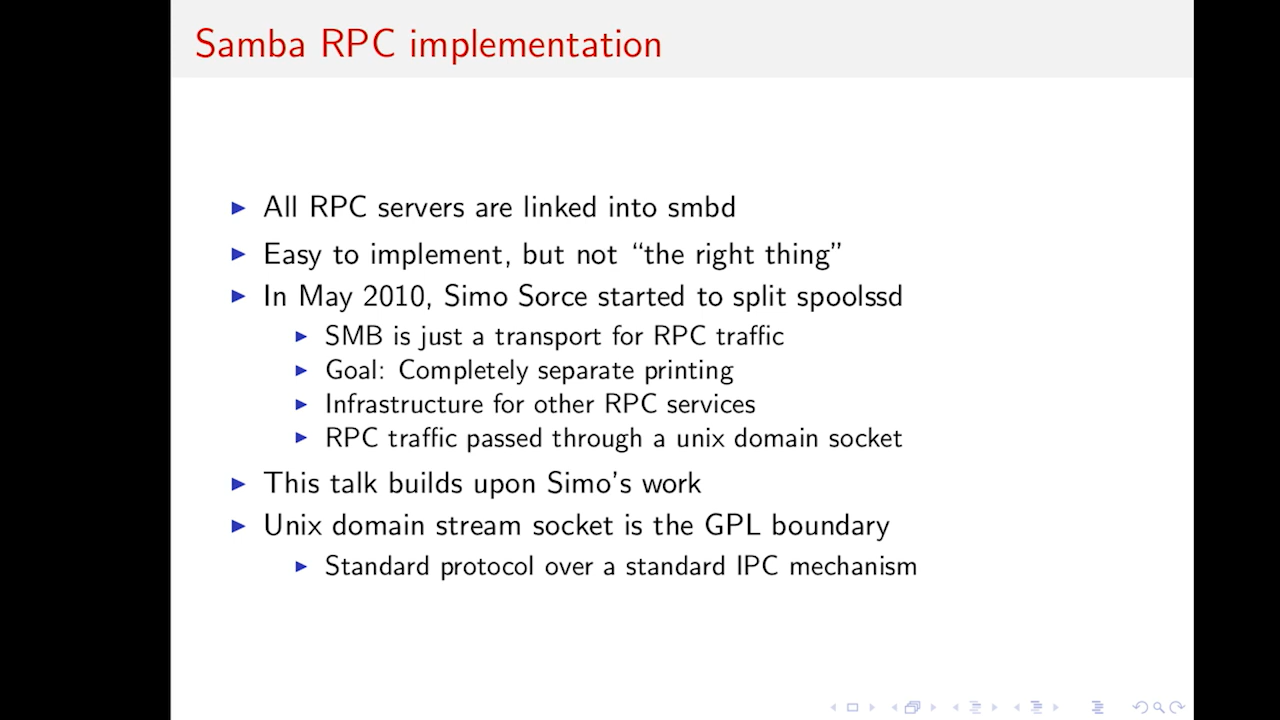 Samba RPC implementation
All RPC servers are linked into smbd
Easy to implement, but not “the right thing”
In May 2010, Simo Sorce started to split spoolssd
SMB is just a transport for RPC traffic
Goal: Completely separate printing
Infrastructure for other RPC services
RPC traffic passed through a unix domain socket
This talk builds upon Simo’s work
Unix domain stream socket is the GPL boundary
Standard protocol over a standard IPC mechanism